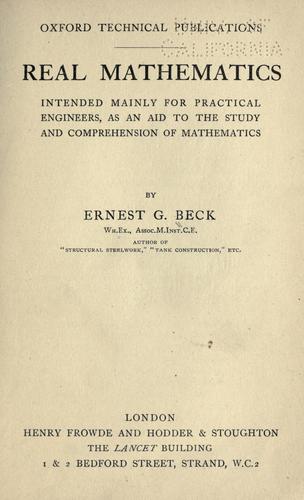 OXFORD TECHNICAL PUBLICATIONS
CALIFORNIA
REAL MATHEMATICS
INTENDED MAINLY FOR PRACTICAL
ENGINEERS, AS AN AID TO THE STUDY
AND COMPREHENSION OF MATHEMATICS
BY
ERNEST G. BECK
WH.EX., ASSOC.M.INST.C.E.
AUTHOR OF
"STRUCTURAL STEELWORK," "TANK CONSTRUCTION," ETC.
LONDON
HENRY FROWDE AND HODDER & STOUGHTON
THE LANCET BUILDING
1 & 2 BEDFORD STREET, STRAND, W.C.2